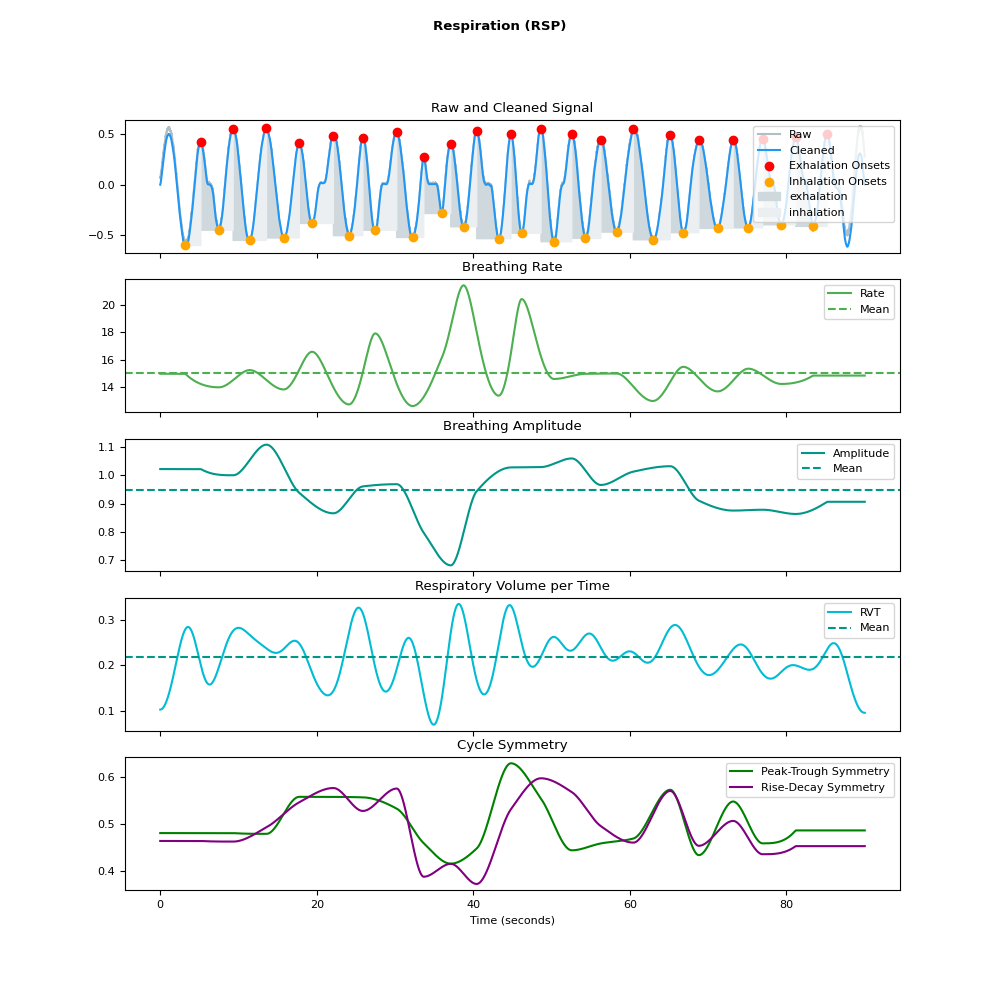 Respiration (RSP)
Raw and Cleaned Signal
0.5
0.0
−0.5
Raw
Cleaned
Exhalation Onsets
Inhalation Onsets
exhalation
inhalation
Breathing Rate
20
18
16
14
Rate
Mean
Breathing Amplitude
1.1
1.0
0.9
0.8
0.7
Amplitude
Mean
Respiratory Volume per Time
0.3
0.2
0.1
RVT
Mean
Cycle Symmetry
0.6
0.5
0.4
Peak-Trough Symmetry
Rise-Decay Symmetry
0 20 40 60 80
Time (seconds)